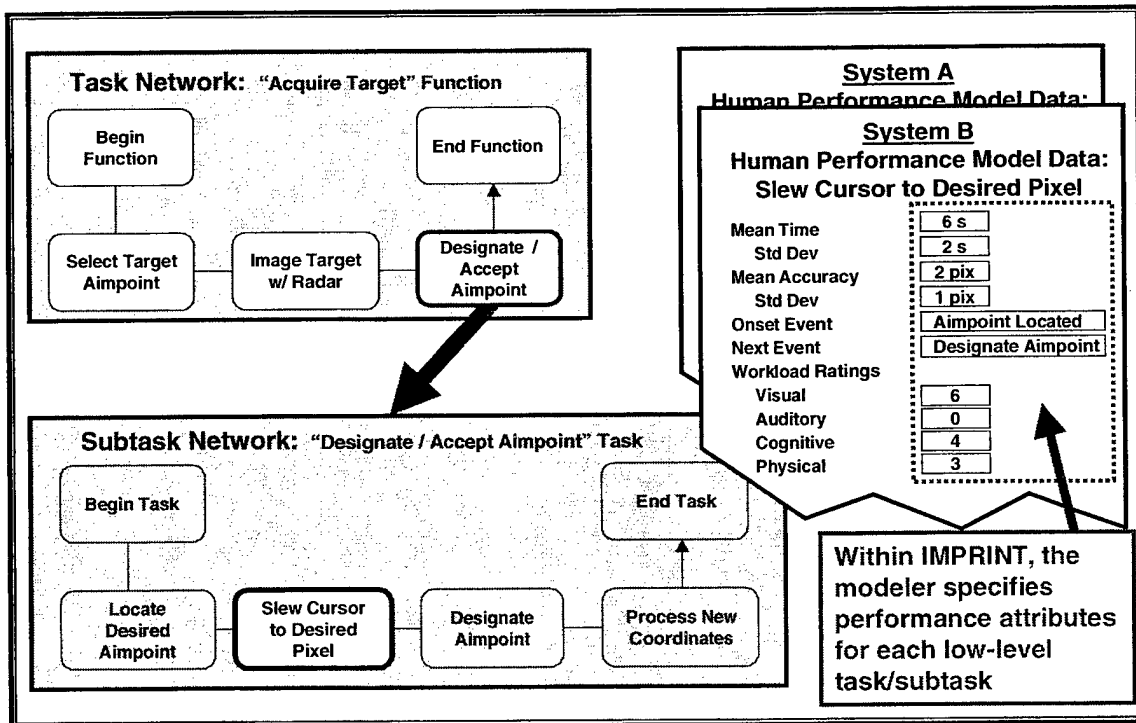 Task Network: "Acquire Target" Function
Begin
Function
End Function
Select Target
Aimpoint
Image Target
w/ Radar
Designate /
Accept
Aimpoint
Subtask Network: "Designate / Accept Aimpoint" Task
Begin Task
End Task
Locate
Desired
Aimpoint
Slew Cursor
to Desired
Pixel
Designate
Aimpoint
Process New
Coordinates
System A
Human Performance Model Data:
System B
Human Performance Model Data:
Slew Cursor to Desired Pixel
Mean Time 6 s
Std Dev 2 s
Mean Accuracy 2 pix
Std Dev 1 pix
Onset Event Aimpoint Located
Next Event Designate Aimpoint
Workload Ratings
Visual 6
Auditory 0
Cognitive 4
Physical 3
Within IMPRINT, the
modeler specifies
performance attributes
for each low-level
task/subtask